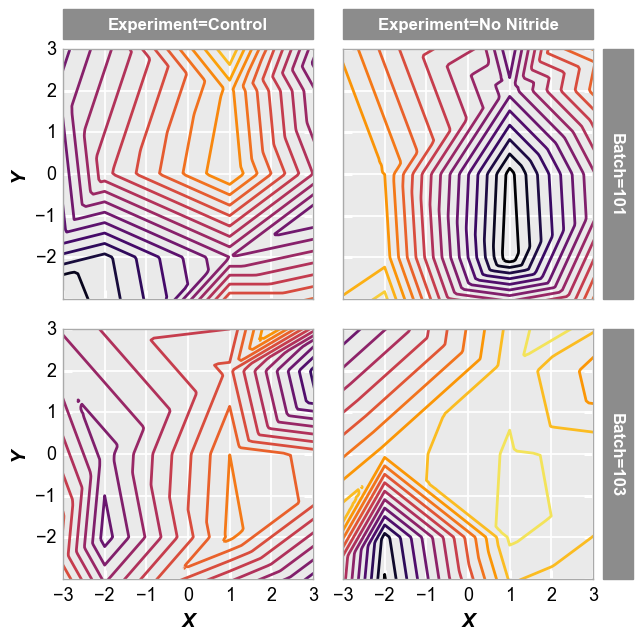 Experiment=Control Experiment=No Nitride
3
2
1
0
−1
−2
Y
Batch=101
3
2
1
0
−1
−2
Y
Batch=103
−3 −2 −1 0 1 2 3 −3 −2 −1 0 1 2 3
X X